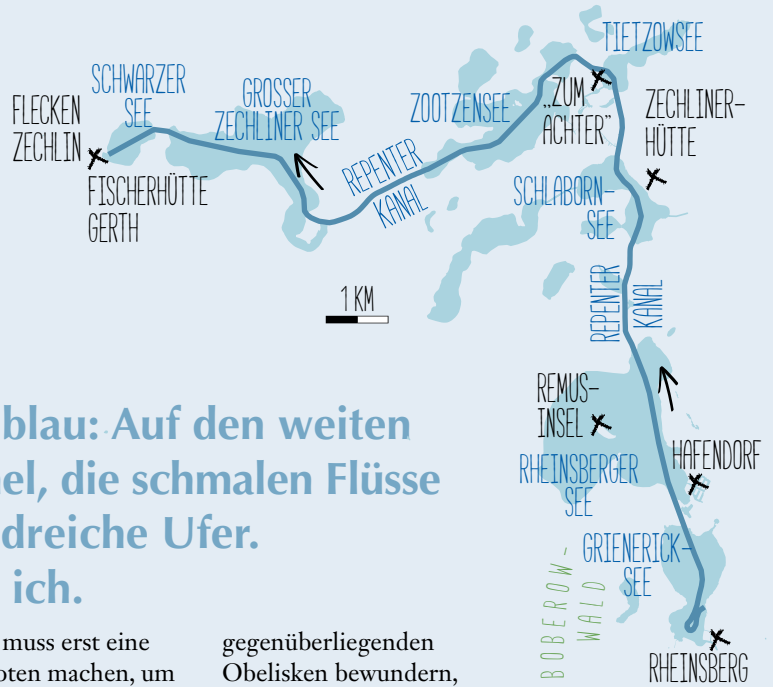 TIETZOWSEE
SCHWARZER
SEE
GROSSER
ZECHLINER SEE
FLECKEN
ZECHLIN
FISCHERHÜTTE
GERTH
REPENTER
KANAL
ZOOTZENSEE
„ZUM
ACHTER”
ZECHLINER-
HÜTTE
SCHLABORN-
SEE
REPENTER
KANAL
1 KM
REMUS-
INSEL
RHEINSBERGER
SEE
HAFENDORF
GRIENERICK-
SEE
BOBEROW-
WALD
RHEINSBERG
blau: Auf den weiten
el, die schmalen Flüsse
dreiche Ufer.
ich.
muss erst eine
oten machen, um
gegenüberliegenden
Obelisken bewundern,